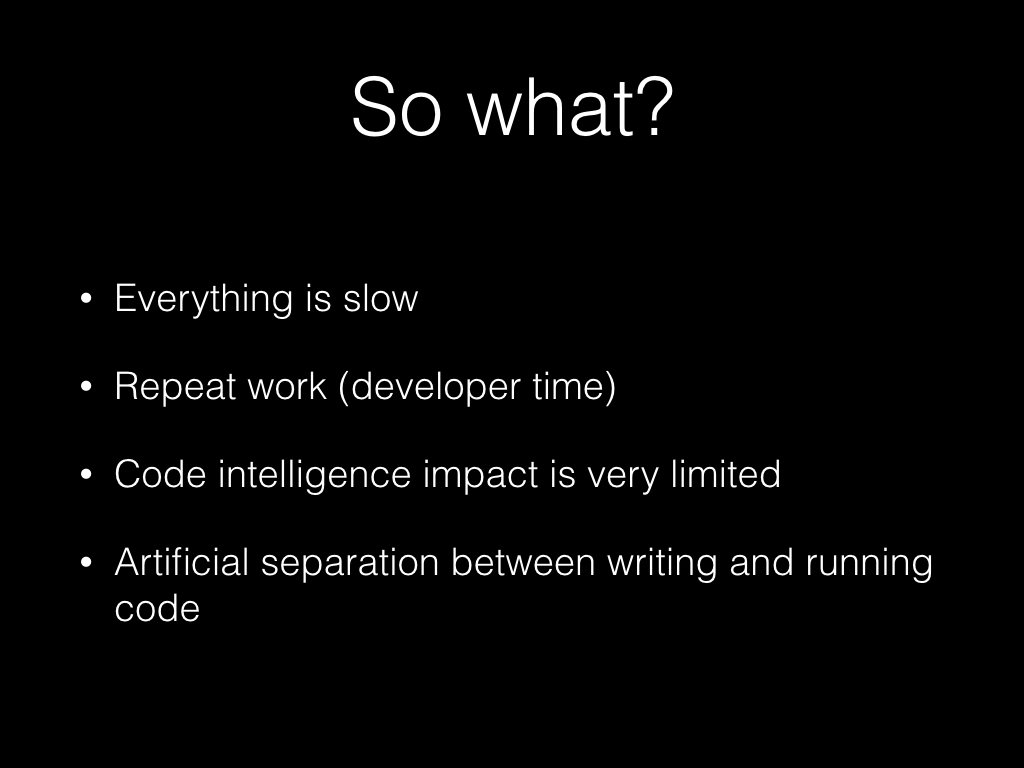 So what?
• Everything is slow
• Repeat work (developer time)
• Code intelligence impact is very limited
• Artificial separation between writing and running
code